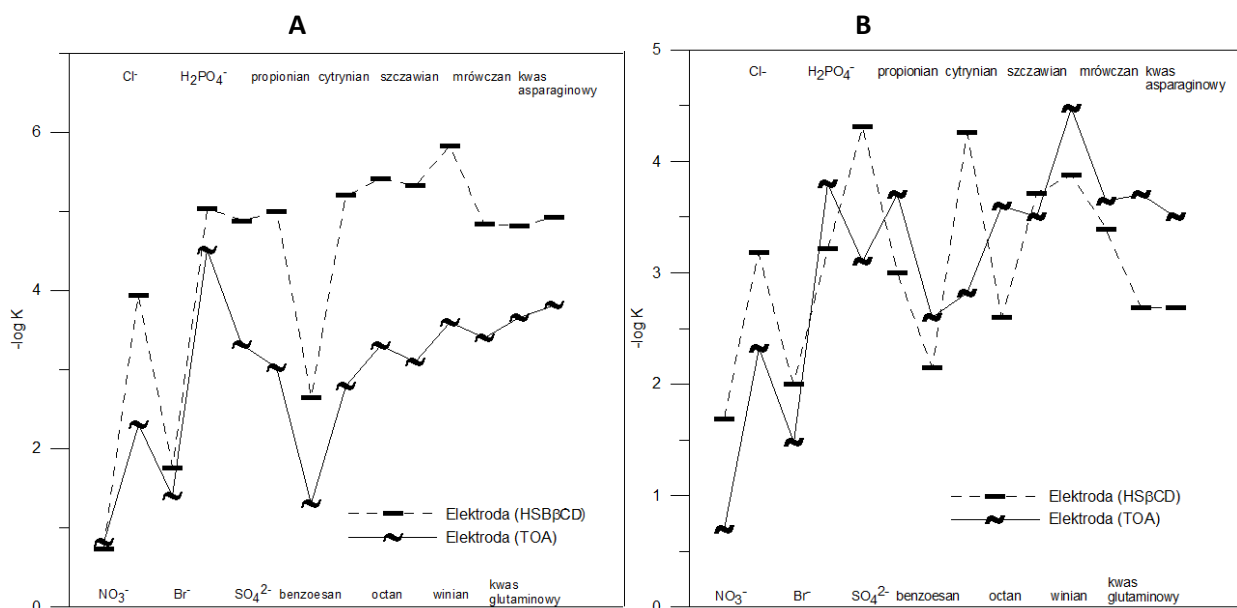 A
Cl⁻ H₂PO₄⁻ propionian cytrynian szczawian mrówczan kwas
asparaginowy
6
4
2
0
-log K
Elektroda (HSBβCD)
Elektroda (TOA)
NO₃⁻ Br⁻ SO₄²⁻ benzoesan octan winian kwas
glutaminowy
B
5
Cl- H₂PO₄⁻ propionian cytrynian szczawian mrówczan kwas
asparaginowy
4
3
2
1
0
-log K
Elektroda (HSβCD)
Elektroda (TOA)
NO₃⁻ Br⁻ SO₄²⁻ benzoesan octan winian kwas
glutaminowy